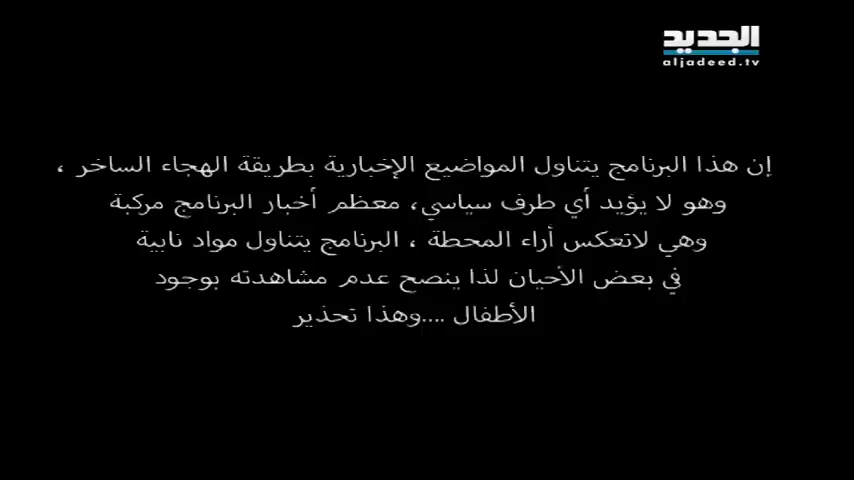 الجديد
aljadeed.tv
إن هذا البرنامج يتناول المواضيع الإخبارية بطريقة الهجاء الساخر ،
وهو لا يؤيد أي طرف سياسي، معظم أخبار البرنامج مركبة
وهي لاتعكس أراء المحطة ، البرنامج يتناول مواد نابية
في بعض الأحيان لذا ينصح عدم مشاهدته بوجود
الأطفال ....وهذا تحذير